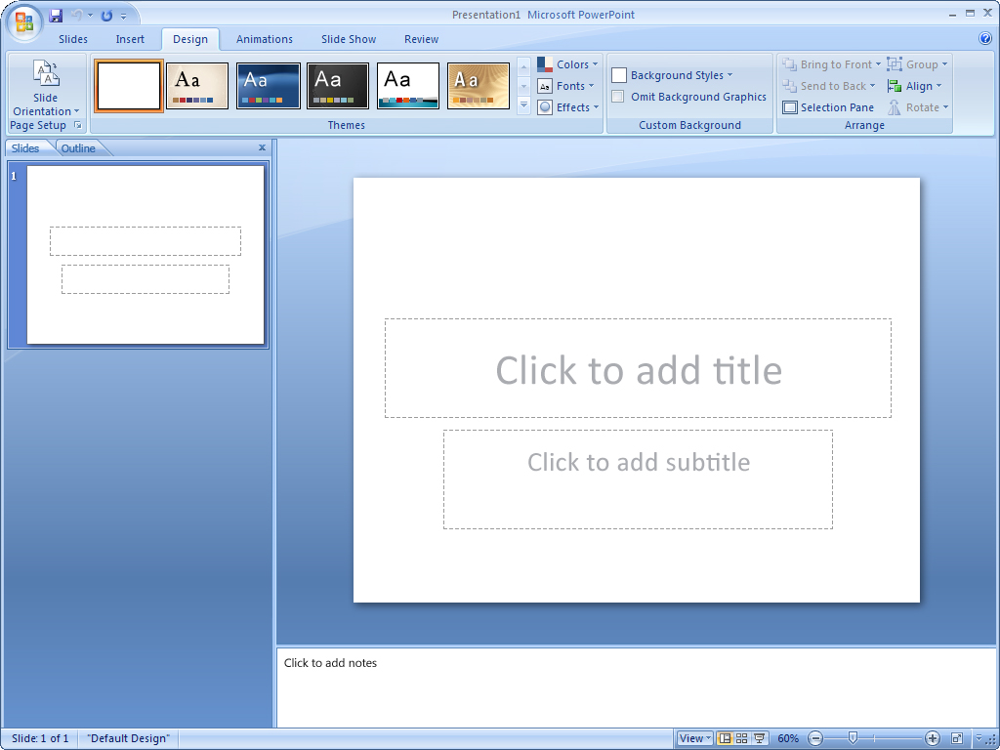 Presentation1  Microsoft PowerPoint
Slides Insert Design Animations Slide Show Review
Slide
Orientation
Page Setup
Aa Aa Aa Aa Aa
Themes
Colors
Aa Fonts
Effects
Background Styles
Omit Background Graphics
Custom Background
Bring to Front
Send to Back
Selection Pane
Group
Align
Rotate
Arrange
Slides Outline x
1
Click to add title
Click to add subtitle
Click to add notes
Slide: 1 of 1 "Default Design" View 60%